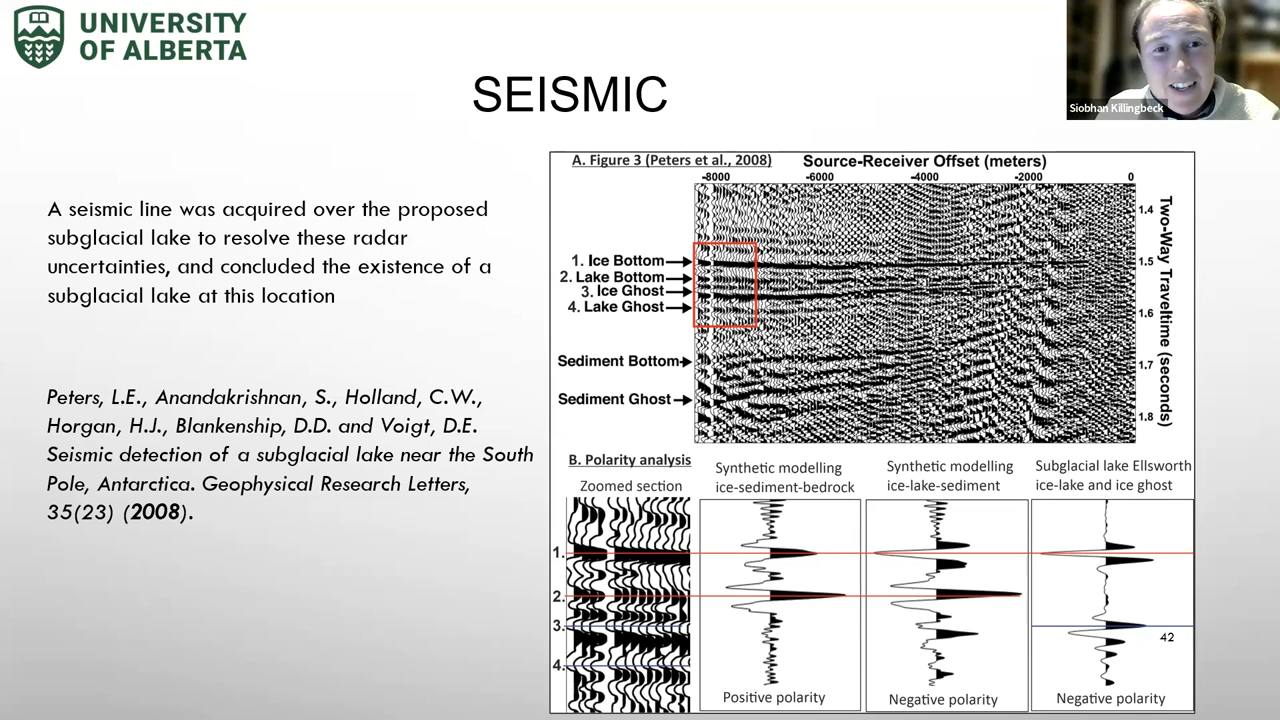 UNIVERSITY
OF ALBERTA
Siobhan Killingbeck
SEISMIC
A seismic line was acquired over the proposed
subglacial lake to resolve these radar
uncertainties, and concluded the existence of a
subglacial lake at this location
Peters, L.E., Anandakrishnan, S., Holland, C.W.,
Horgan, H.J., Blankenship, D.D. and Voigt, D.E.
Seismic detection of a subglacial lake near the South
Pole, Antarctica. Geophysical Research Letters,
35(23) (2008).
A. Figure 3 (Peters et al., 2008)
Source-Receiver Offset (meters)
-8000 -6000 -4000 -2000 0
1. Ice Bottom
2. Lake Bottom
3. Ice Ghost
4. Lake Ghost
Sediment Bottom
Sediment Ghost
1.4
1.5
1.6
1.7
1.8
Two-Way Traveltime (seconds)
B. Polarity analysis
Zoomed section
Synthetic modelling
ice-sediment-bedrock
Synthetic modelling
ice-lake-sediment
Subglacial lake Ellsworth
ice-lake and ice ghost
1.
2.
3.
4.
42
Positive polarity
Negative polarity
Negative polarity